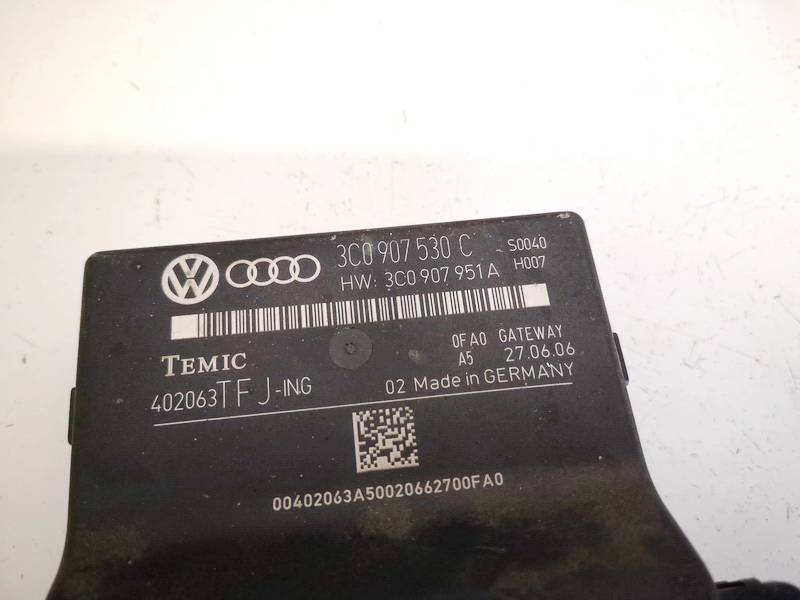 3C0 907 530 C S0040
HW: 3C0 907 951 A H007
TEMIC
0FA0 GATEWAY
A5 27.06.06
402063TFJ-ING 02 Made in GERMANY
00402063A50020662700FA0